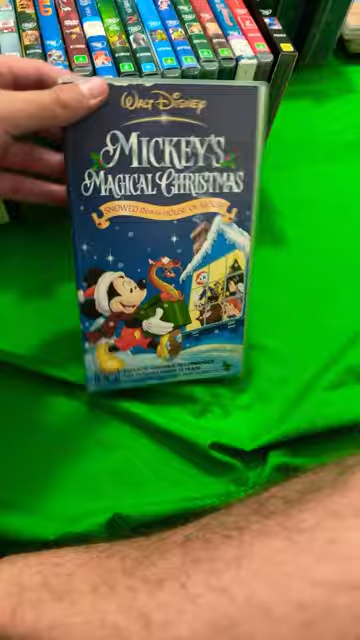 WALT DISNEY
MICKEY'S
MAGICAL CHRISTMAS
SNOWED IN AT THE HOUSE OF MOUSE